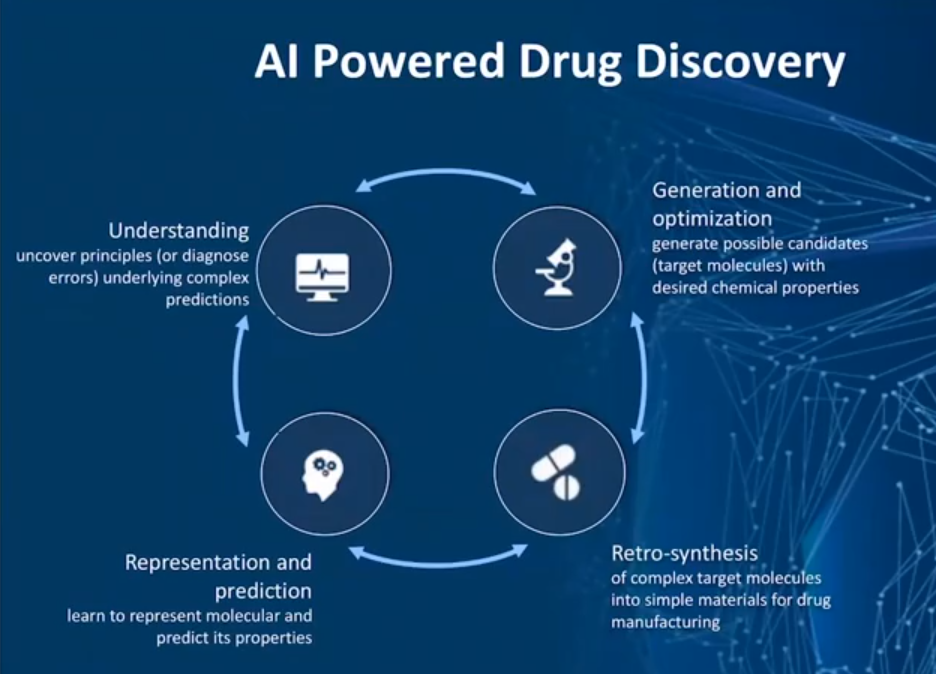 AI Powered Drug Discovery
Understanding
uncover principles (or diagnose
errors) underlying complex
predictions
Generation and
optimization
generate possible candidates
(target molecules) with
desired chemical properties
Representation and
prediction
learn to represent molecular and
predict its properties
Retro-synthesis
of complex target molecules
into simple materials for drug
manufacturing